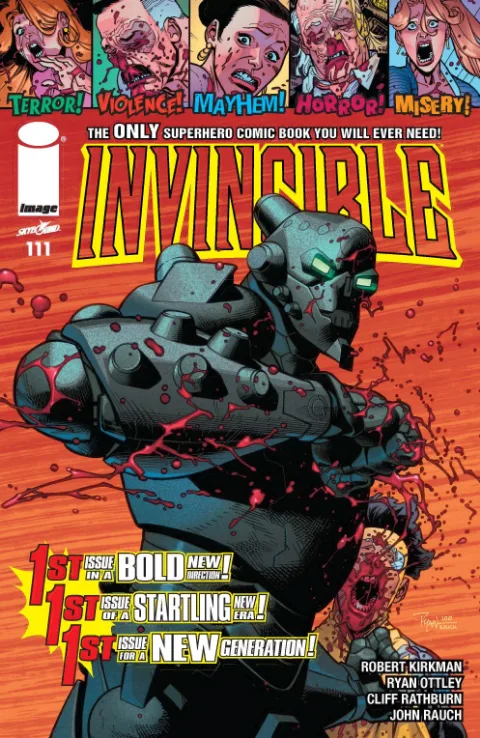 TERROR! VIOLENCE! MAYHEM! HORROR! MISERY!
THE ONLY SUPERHERO COMIC BOOK YOU WILL EVER NEED!
INVINCIBLE
image
SKYBOUND
111
1ST ISSUE IN A BOLD NEW DIRECTION!
1ST ISSUE OF A STARTLING NEW ERA!
1ST ISSUE FOR A NEW GENERATION!
ROBERT KIRKMAN
RYAN OTTLEY
CLIFF RATHBURN
JOHN RAUCH